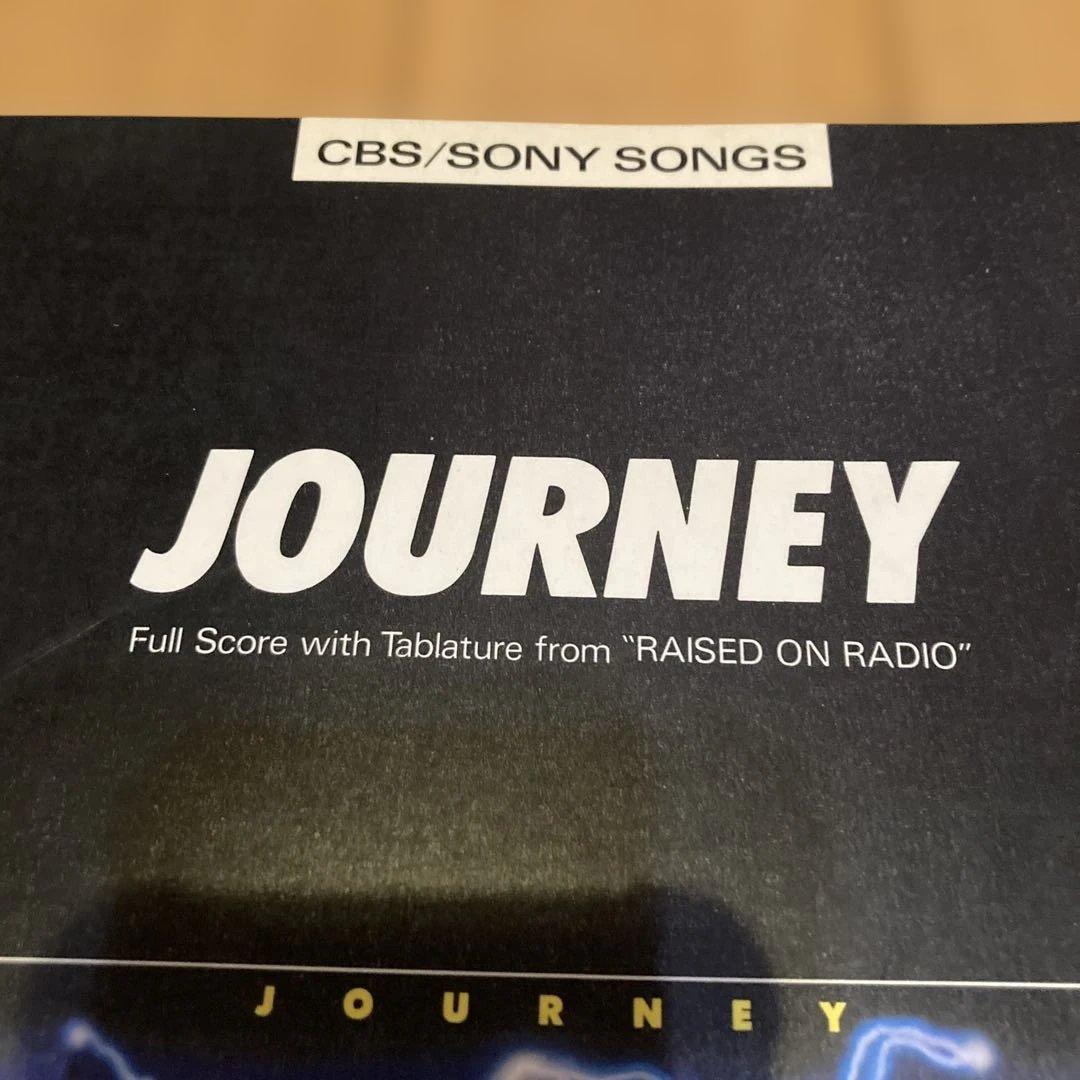 CBS/SONY SONGS
JOURNEY
Full Score with Tablature from "RAISED ON RADIO"
JOURNEY